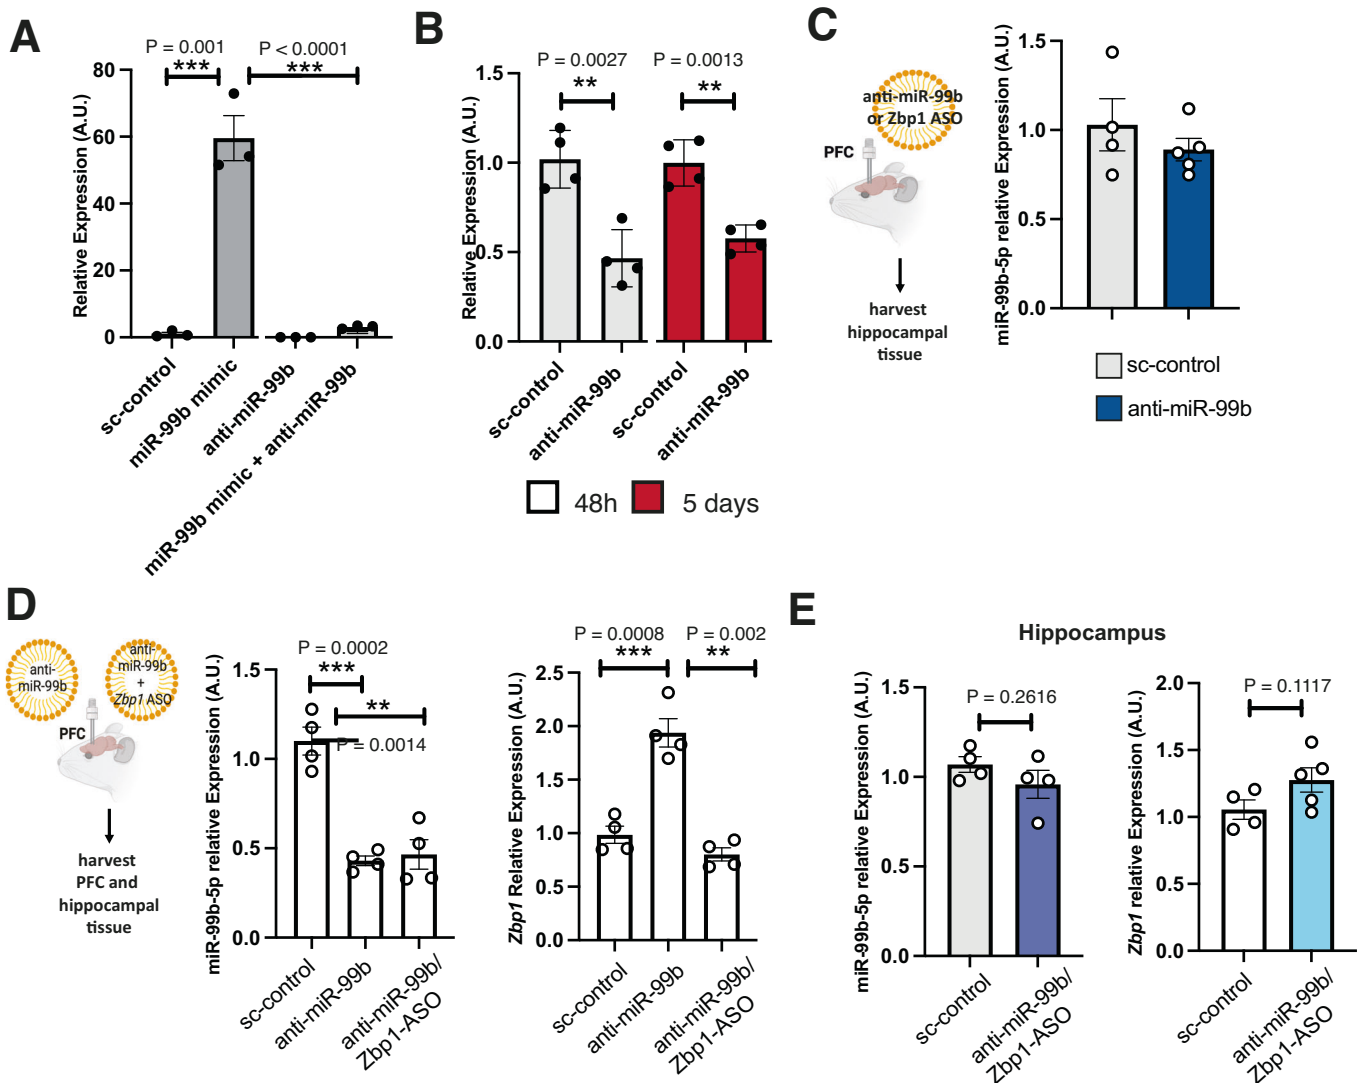 A
P = 0.001
P < 0.0001
***
***
Relative Expression (A.U.)
80
60
40
20
0
sc-control
miR-99b mimic
anti-miR-99b
miR-99b mimic + anti-miR-99b
B
P = 0.0027
P = 0.0013
**
**
Relative Expression (A.U.)
1.5
1.0
0.5
0.0
sc-control
anti-miR-99b
sc-control
anti-miR-99b
48h
5 days
C
anti-miR-99b
or Zbp1 ASO
PFC
harvest
hippocampal
tissue
miR-99b-5p relative Expression (A.U.)
1.5
1.0
0.5
0.0
sc-control
anti-miR-99b
D
anti-
miR-99b
anti-
miR-99b
+
Zbp1 ASO
PFC
harvest
PFC and
hippocampal
tissue
P = 0.0002
***
**
P = 0.0014
miR-99b-5p relative Expression (A.U.)
1.5
1.0
0.5
0.0
sc-control
anti-miR-99b
anti-miR-99b/
Zbp1-ASO
P = 0.0008
P = 0.002
***
**
Zbp1 Relative Expression (A.U.)
2.5
2.0
1.5
1.0
0.5
0.0
sc-control
anti-miR-99b
anti-miR-99b/
Zbp1-ASO
E
Hippocampus
P = 0.2616
miR-99b-5p relative Expression (A.U.)
1.5
1.0
0.5
0.0
sc-control
anti-miR-99b/
Zbp1-ASO
P = 0.1117
Zbp1 relative Expression (A.U.)
2.0
1.5
1.0
0.5
0.0
sc-control
anti-miR-99b/
Zbp1-ASO